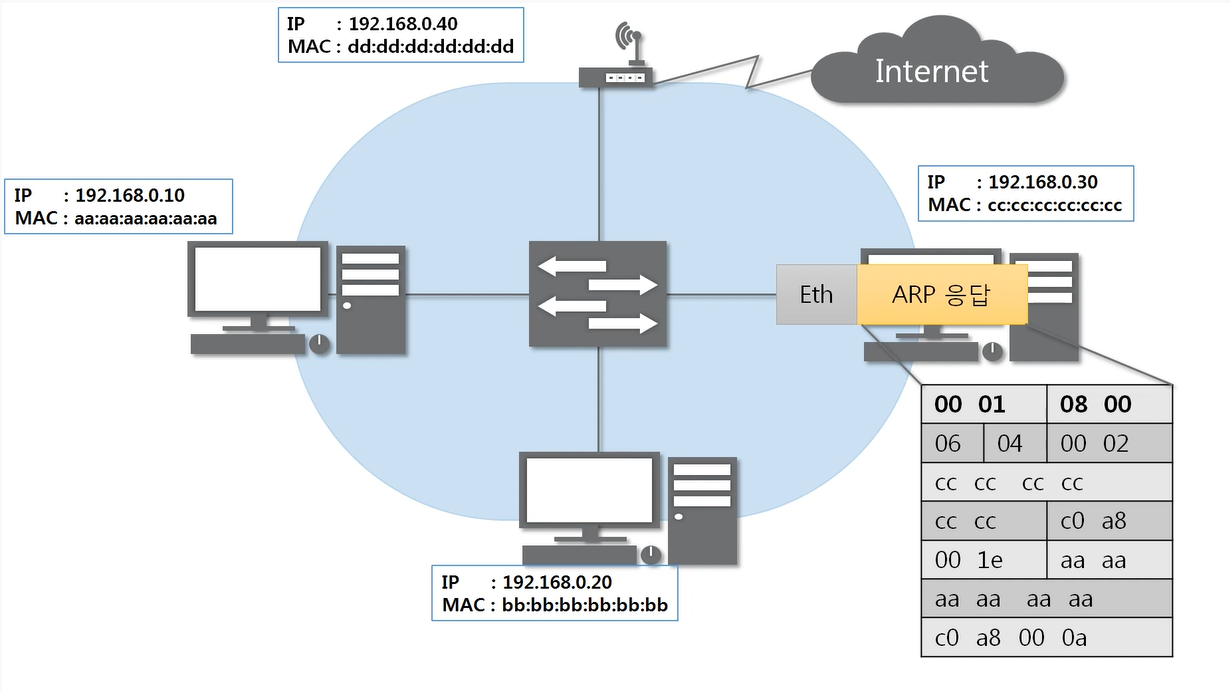 IP : 192.168.0.40
MAC : dd:dd:dd:dd:dd:dd
Internet
IP : 192.168.0.10
MAC : aa:aa:aa:aa:aa:aa
IP : 192.168.0.30
MAC : cc:cc:cc:cc:cc:cc
Eth ARP 응답
IP : 192.168.0.20
MAC : bb:bb:bb:bb:bb:bb
00 01 08 00
06 04 00 02
cc cc cc cc
cc cc c0 a8
00 1e aa aa
aa aa aa aa
c0 a8 00 0a